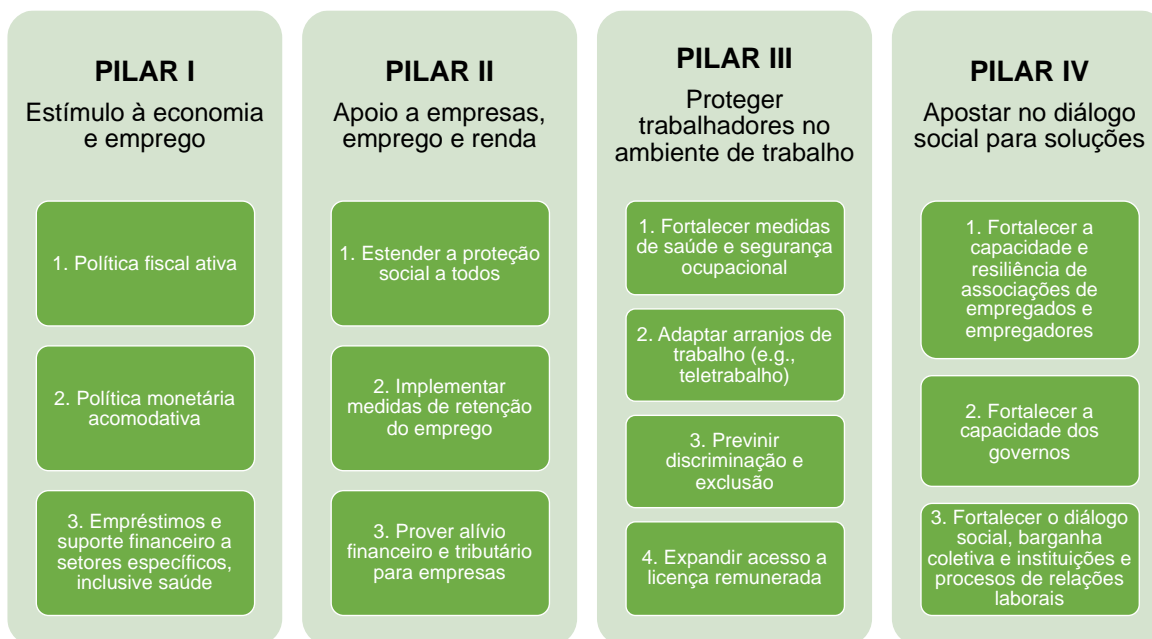 PILAR I
Estímulo à economia
e emprego
1. Política fiscal ativa
2. Política monetária
acomodativa
3. Empréstimos e
suporte financeiro a
setores específicos,
inclusive saúde
PILAR II
Apoio a empresas,
emprego e renda
1. Estender a proteção
social a todos
2. Implementar
medidas de retenção
do emprego
3. Prover alívio
financeiro e tributário
para empresas
PILAR III
Proteger
trabalhadores no
ambiente de trabalho
1. Fortalecer medidas
de saúde e segurança
ocupacional
2. Adaptar arranjos de
trabalho (e.g.,
teletrabalho)
3. Previnir
discriminação e
exclusão
4. Expandir acesso a
licença remunerada
PILAR IV
Apostar no diálogo
social para soluções
1. Fortalecer a
capacidade e
resiliência de
associações de
empregados e
empregadores
2. Fortalecer a
capacidade dos
governos
3. Fortalecer o diálogo
social, barganha
coletiva e instituições e
processos de relações
laborais